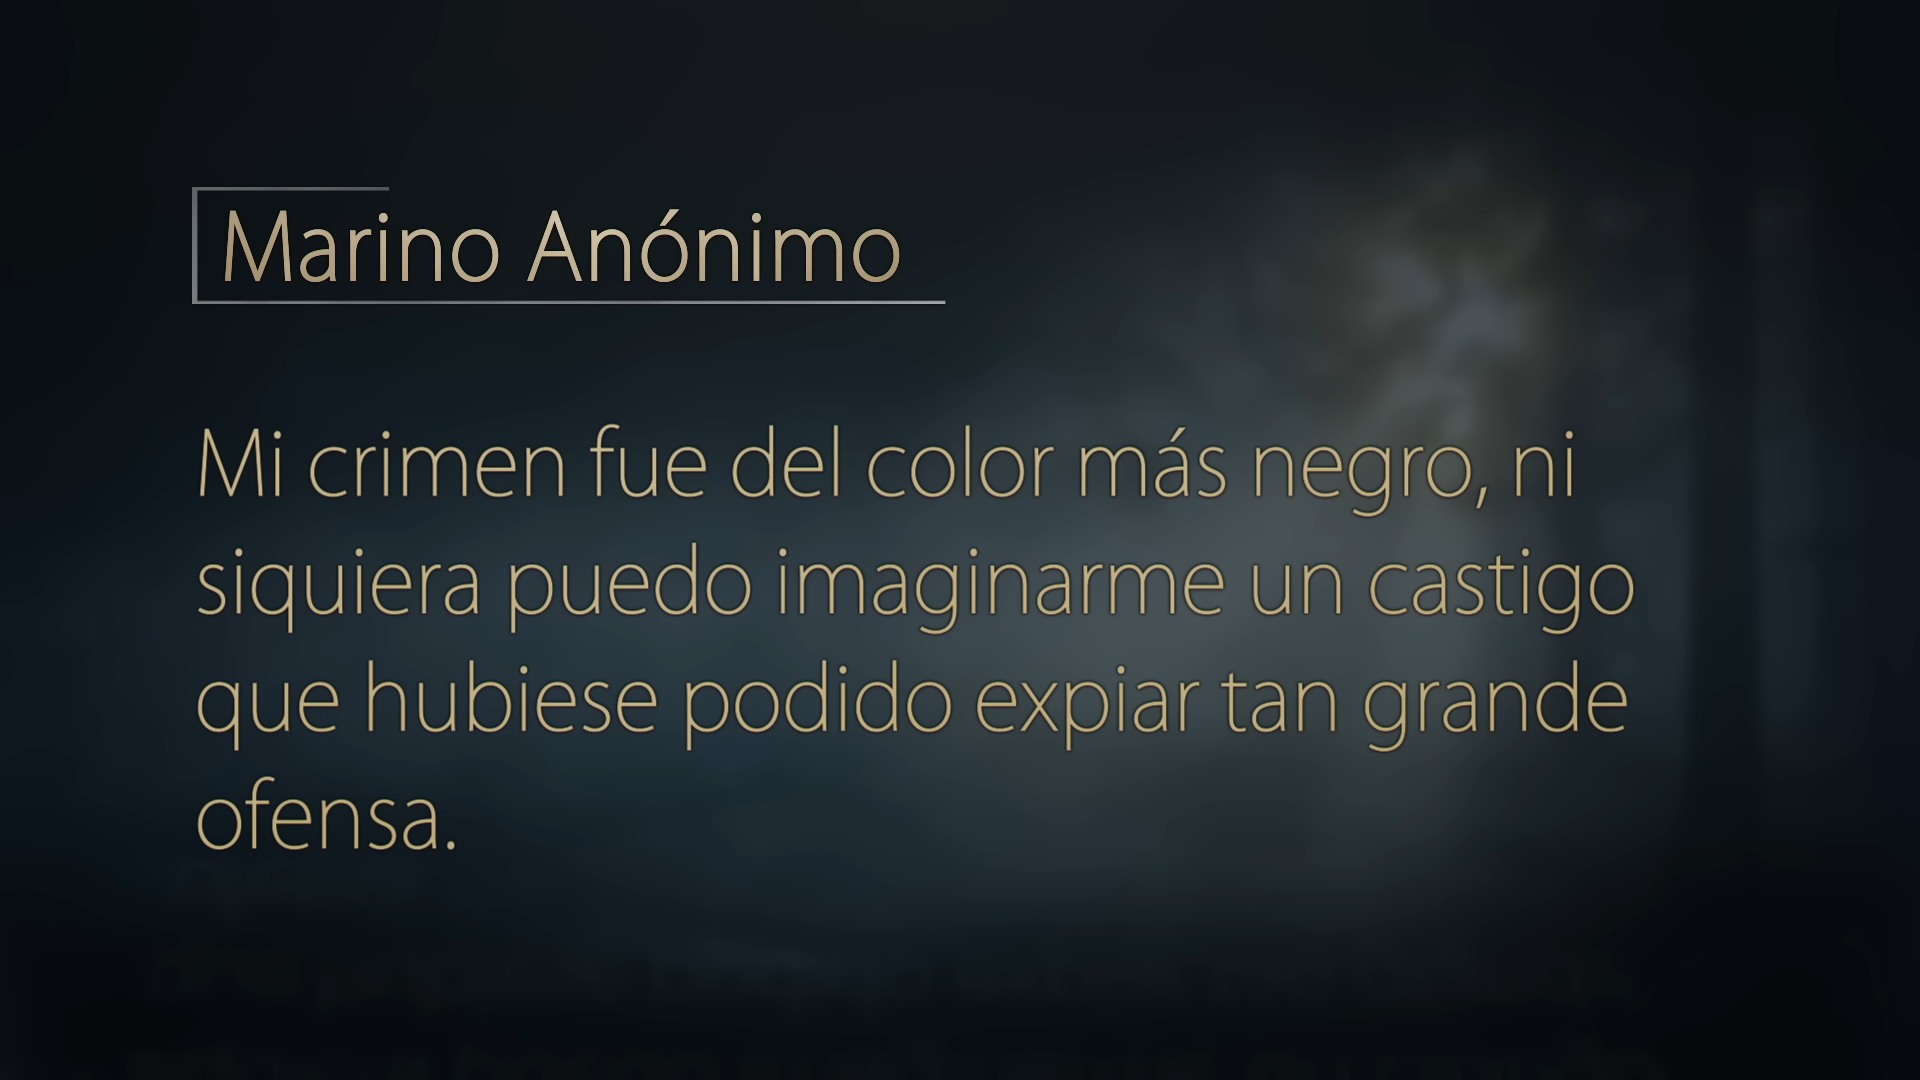 Marino Anónimo
Mi crimen fue del color más negro, ni
siquiera puedo imaginarme un castigo
que hubiese podido expiar tan grande
ofensa.